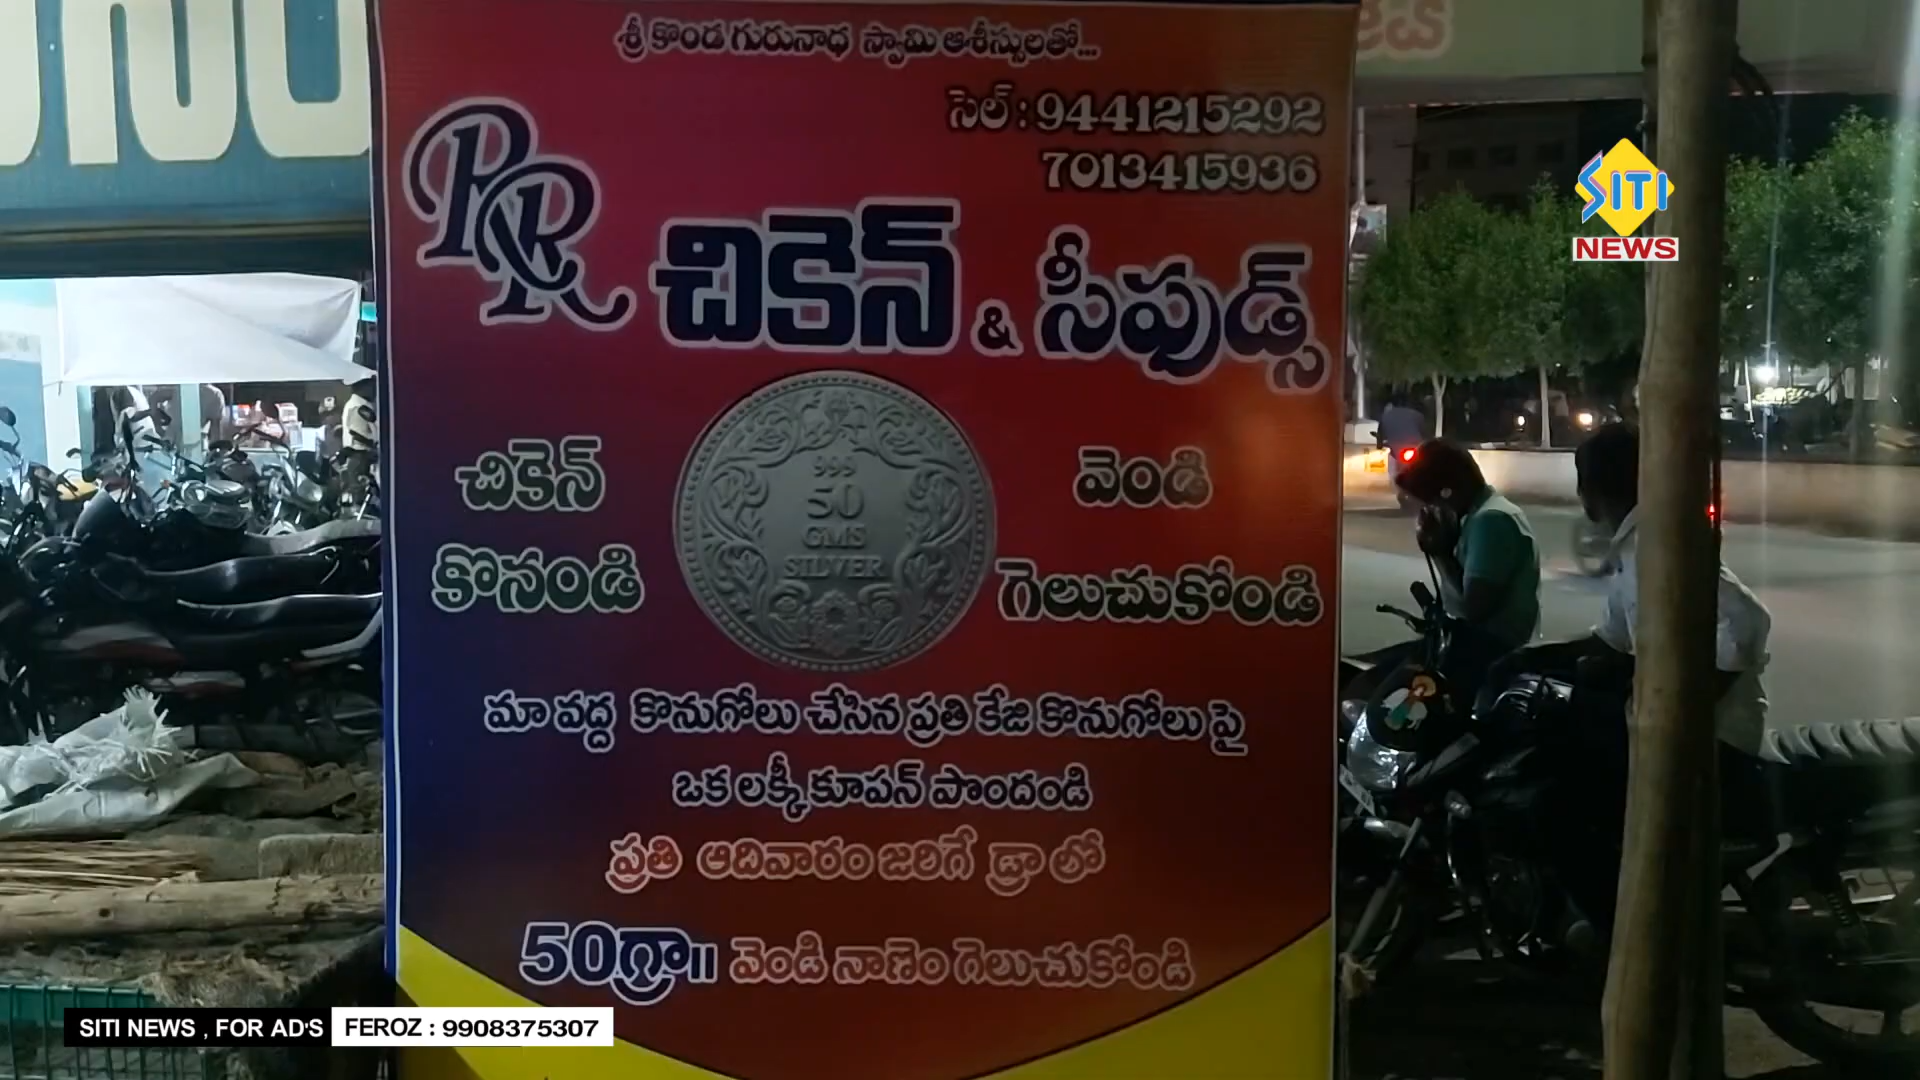 శ్రీ కొండ గురునాధ స్వామి ఆశీస్సులతో...
సెల్ : 9441215292
7013415936
RR చికెన్ & సీఫుడ్స్
SITI
NEWS
చికెన్
కొనండి
999
50
GMS
SILVER
వెండి
గెలుచుకోండి
మా వద్ద కొనుగోలు చేసిన ప్రతి కేజి కొనుగోలు పై
ఒక లక్కీ కూపన్ పొందండి
ప్రతి ఆదివారం జరిగే డ్రా లో
50గ్రా॥ వెండి నాణెం గెలుచుకోండి
SITI NEWS , FOR AD'S FEROZ : 9908375307